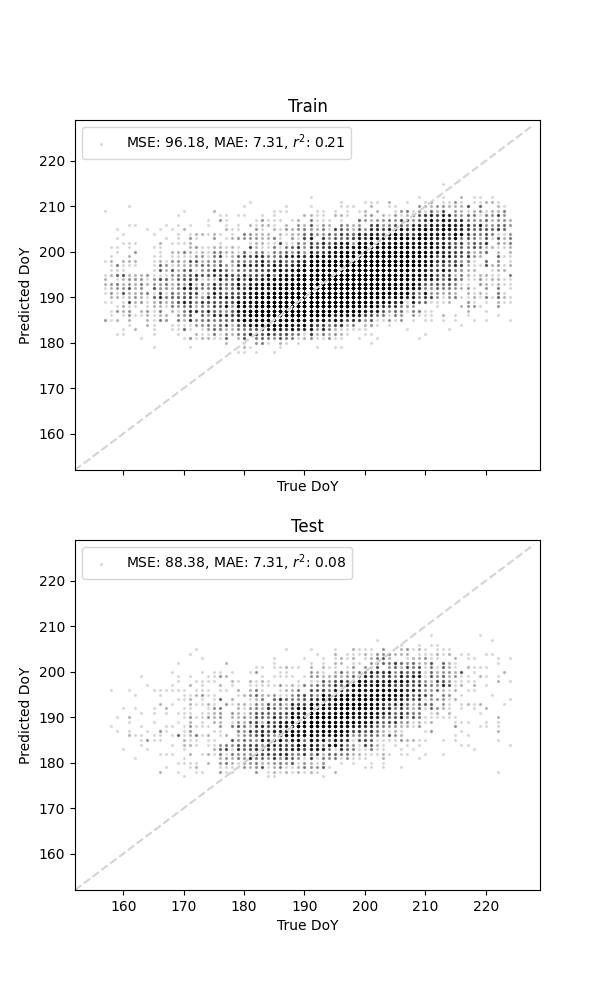 Train
MSE: 96.18, MAE: 7.31, r²: 0.21
220
210
200
190
180
170
160
Predicted DoY
True DoY
Test
MSE: 88.38, MAE: 7.31, r²: 0.08
220
210
200
190
180
170
160
Predicted DoY
160 170 180 190 200 210 220
True DoY